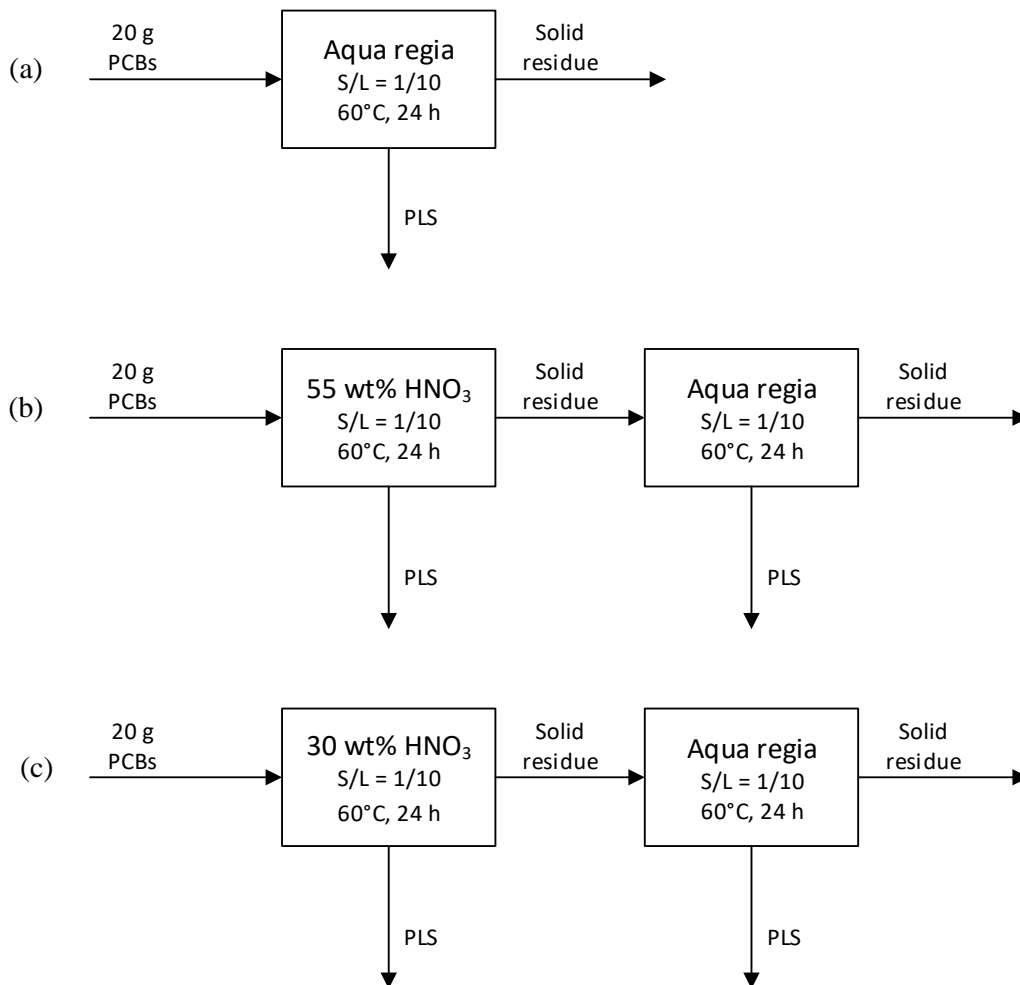 (a)
20 g
PCBs
Aqua regia
S/L = 1/10
60°C, 24 h
Solid
residue
PLS
(b)
20 g
PCBs
55 wt% HNO₃
S/L = 1/10
60°C, 24 h
PLS
Solid
residue
Aqua regia
S/L = 1/10
60°C, 24 h
PLS
Solid
residue
(c)
20 g
PCBs
30 wt% HNO₃
S/L = 1/10
60°C, 24 h
PLS
Solid
residue
Aqua regia
S/L = 1/10
60°C, 24 h
PLS
Solid
residue